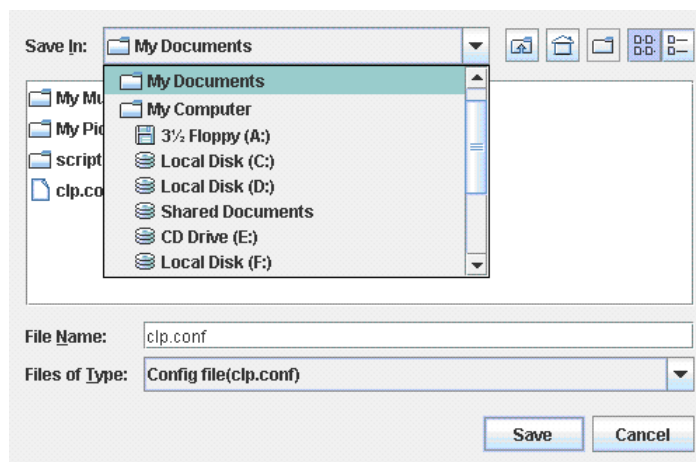 Save In: My Documents
My Documents
My Computer
3½ Floppy (A:)
Local Disk (C:)
Local Disk (D:)
Shared Documents
CD Drive (E:)
Local Disk (F:)
My Mu
My Pic
script
clp.co
File Name: clp.conf
Files of Type: Config file(clp.conf)
Save Cancel